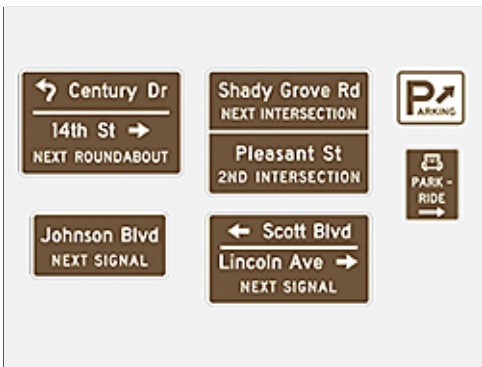 Century Dr
14th St
NEXT ROUNDABOUT
Shady Grove Rd
NEXT INTERSECTION
Pleasant St
2ND INTERSECTION
PARKING
PARK -
RIDE
Johnson Blvd
NEXT SIGNAL
Scott Blvd
Lincoln Ave
NEXT SIGNAL